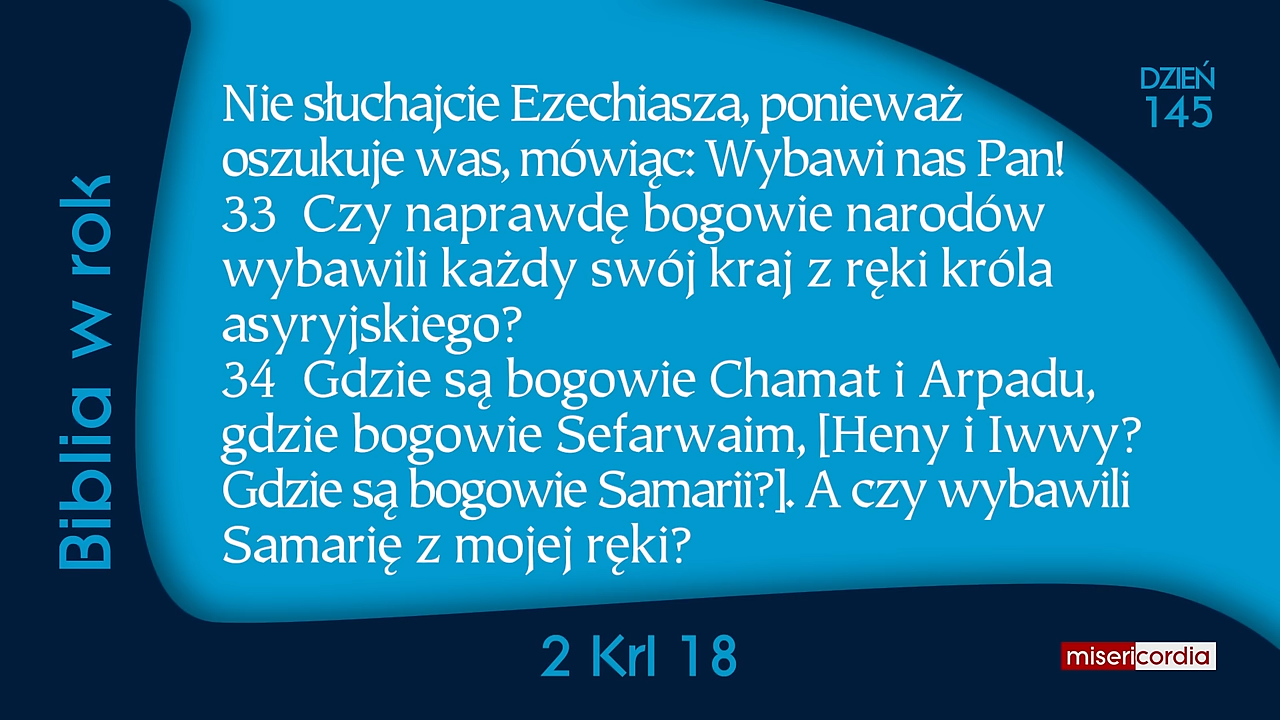 DZIEŃ
145
Nie słuchajcie Ezechiasza, ponieważ
oszukuje was, mówiąc: Wybawi nas Pan!
33 Czy naprawdę bogowie narodów
wybawili każdy swój kraj z ręki króla
asyryjskiego?
34 Gdzie są bogowie Chamat i Arpadu,
gdzie bogowie Sefarwaim, [Heny i Iwwy?
Gdzie są bogowie Samarii?]. A czy wybawili
Samarię z mojej ręki?
Biblia w rok
2 Krl 18
misericordia